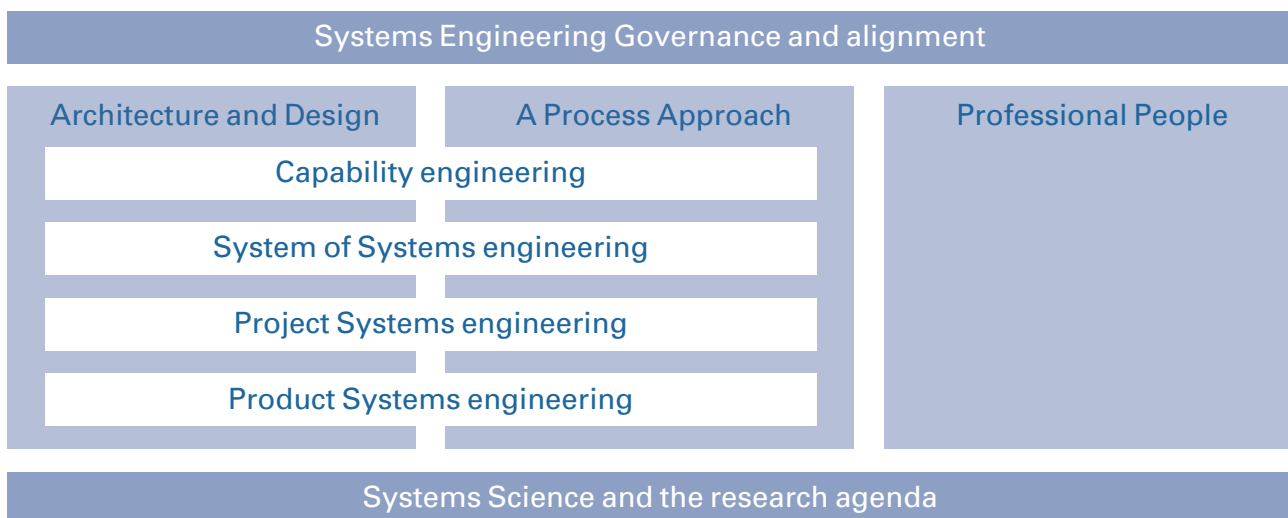 Systems Engineering Governance and alignment
Architecture and Design
A Process Approach
Professional People
Capability engineering
System of Systems engineering
Project Systems engineering
Product Systems engineering
Systems Science and the research agenda